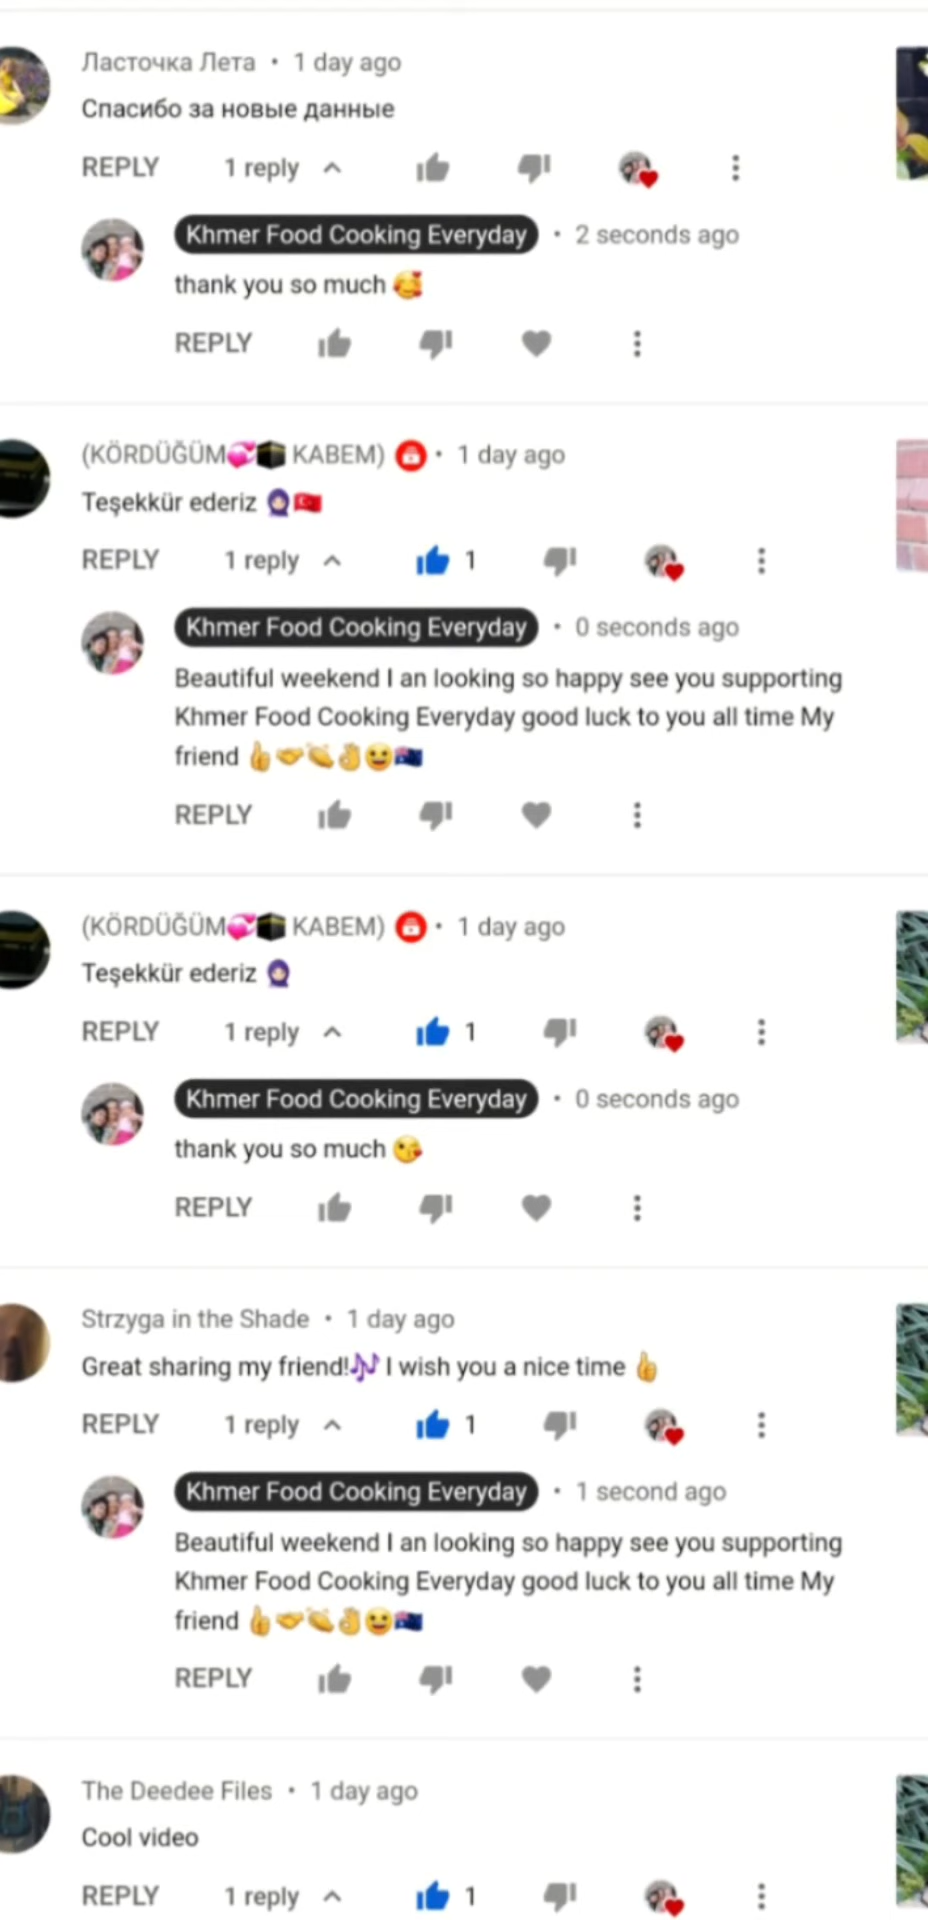 Ласточка Лета • 1 day ago
Спасибо за новые данные
REPLY 1 reply
Khmer Food Cooking Everyday • 2 seconds ago
thank you so much 🥰
REPLY
(KÖRDÜĞÜM💞🕋 KABEM) • 1 day ago
Teşekkür ederiz 🧕🏻🇹🇷
REPLY 1 reply 1
Khmer Food Cooking Everyday • 0 seconds ago
Beautiful weekend I an looking so happy see you supporting
Khmer Food Cooking Everyday good luck to you all time My
friend 👍🤝👏👌😀🇦🇺
REPLY
(KÖRDÜĞÜM💞🕋 KABEM) • 1 day ago
Teşekkür ederiz 🧕🏻
REPLY 1 reply 1
Khmer Food Cooking Everyday • 0 seconds ago
thank you so much 😘
REPLY
Strzyga in the Shade • 1 day ago
Great sharing my friend!🎶 I wish you a nice time 👍
REPLY 1 reply 1
Khmer Food Cooking Everyday • 1 second ago
Beautiful weekend I an looking so happy see you supporting
Khmer Food Cooking Everyday good luck to you all time My
friend 👍🤝👏👌😀🇦🇺
REPLY
The Deedee Files • 1 day ago
Cool video
REPLY 1 reply 1